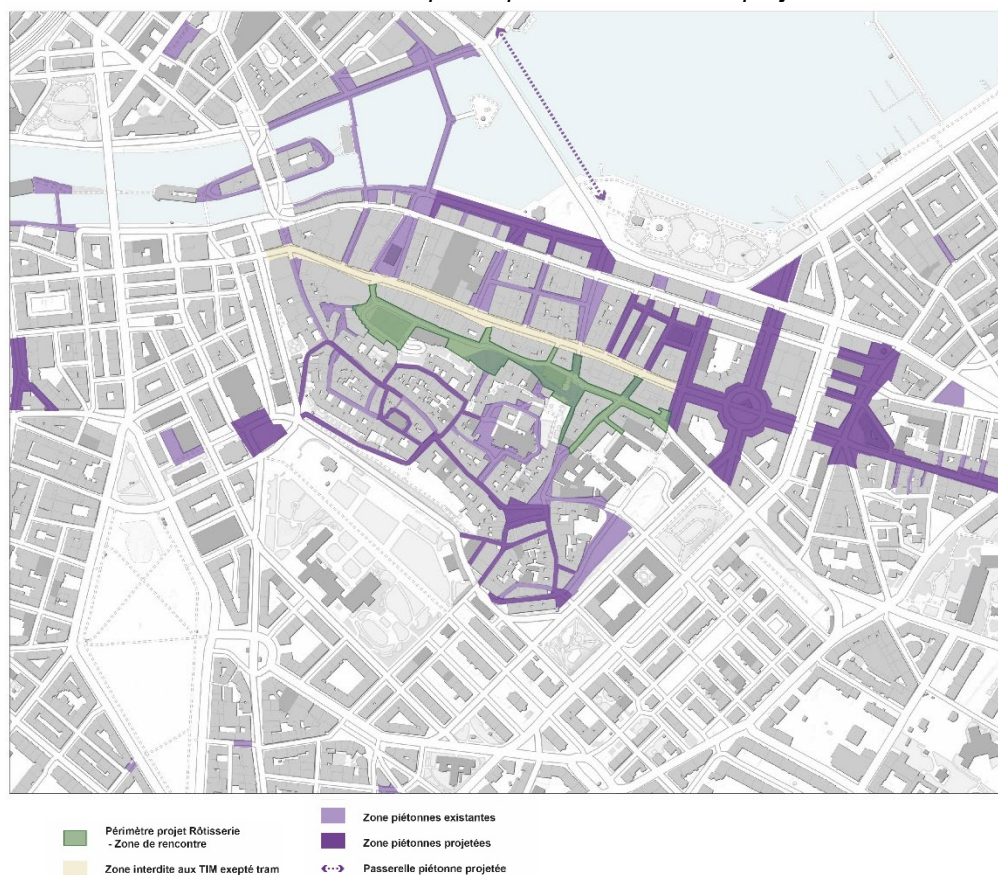 Périmètre projet Rôtisserie
- Zone de rencontre
Zone interdite aux TIM exepté tram
Zone piétonnes existantes
Zone piétonnes projetées
Passerelle piétonne projetée